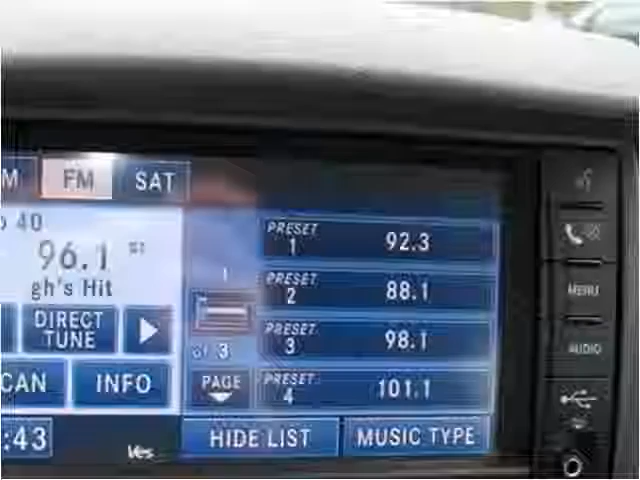 M FM SAT
40
96.1 ST
gh's Hit
DIRECT TUNE
CAN INFO
:43
Yes
1
OF 3
PAGE
PRESET 1 92.3
PRESET 2 88.1
PRESET 3 98.1
PRESET 4 101.1
HIDE LIST MUSIC TYPE
MENU
AUDIO